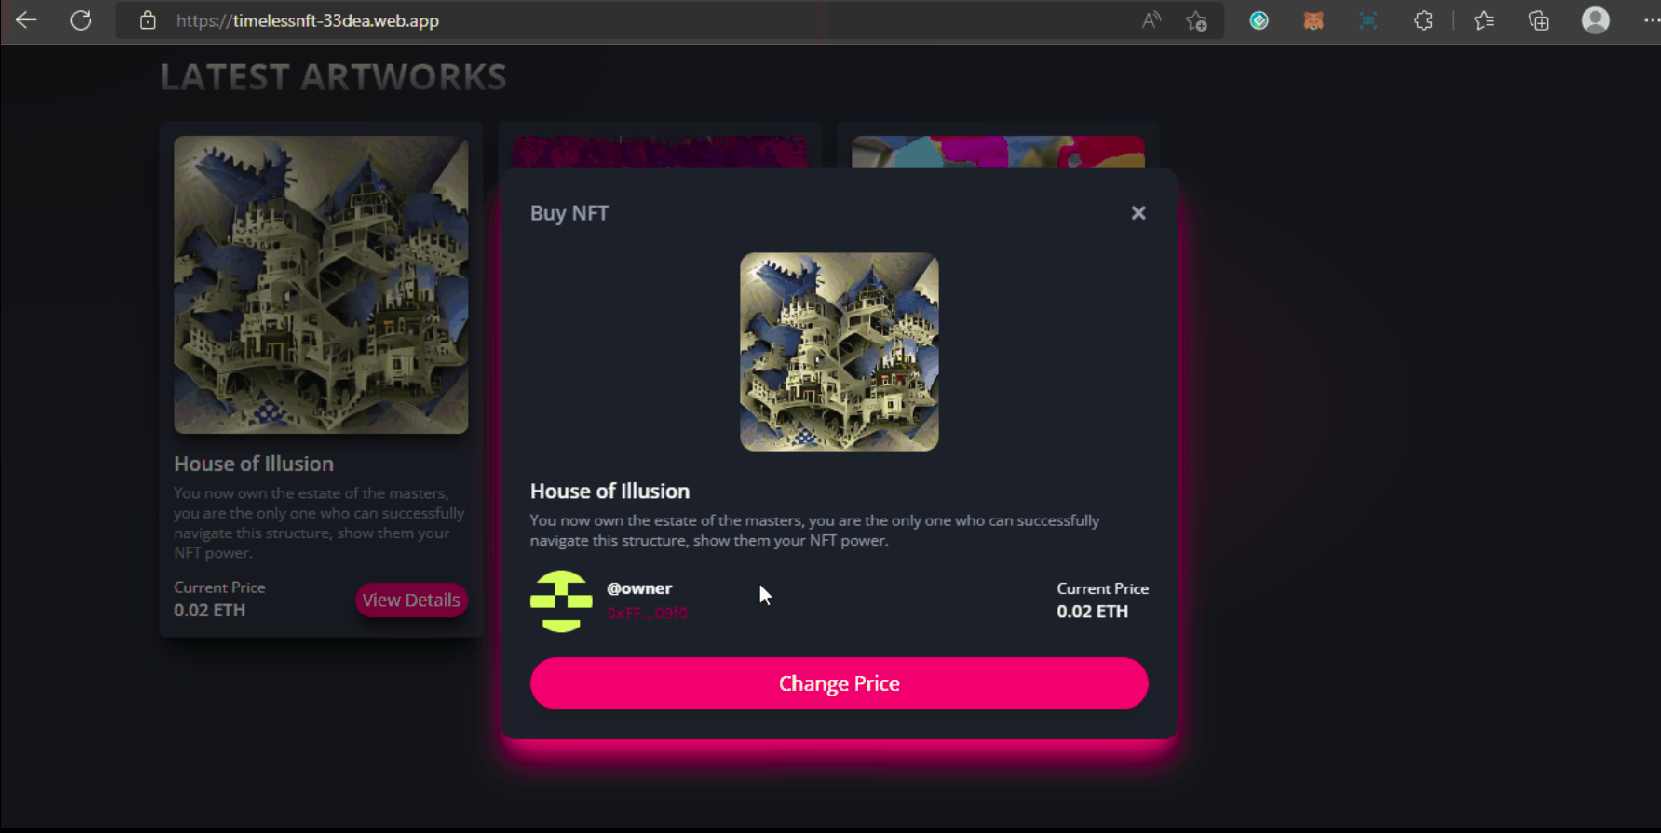 https://timelessnft-33dea.web.app
LATEST ARTWORKS
House of Illusion
You now own the estate of the masters,
you are the only one who can successfully
navigate this structure, show them your
NFT power.
Current Price
0.02 ETH
View Details
Buy NFT
House of Illusion
You now own the estate of the masters, you are the only one who can successfully
navigate this structure, show them your NFT power.
@owner
0xFF...09f0
Current Price
0.02 ETH
Change Price